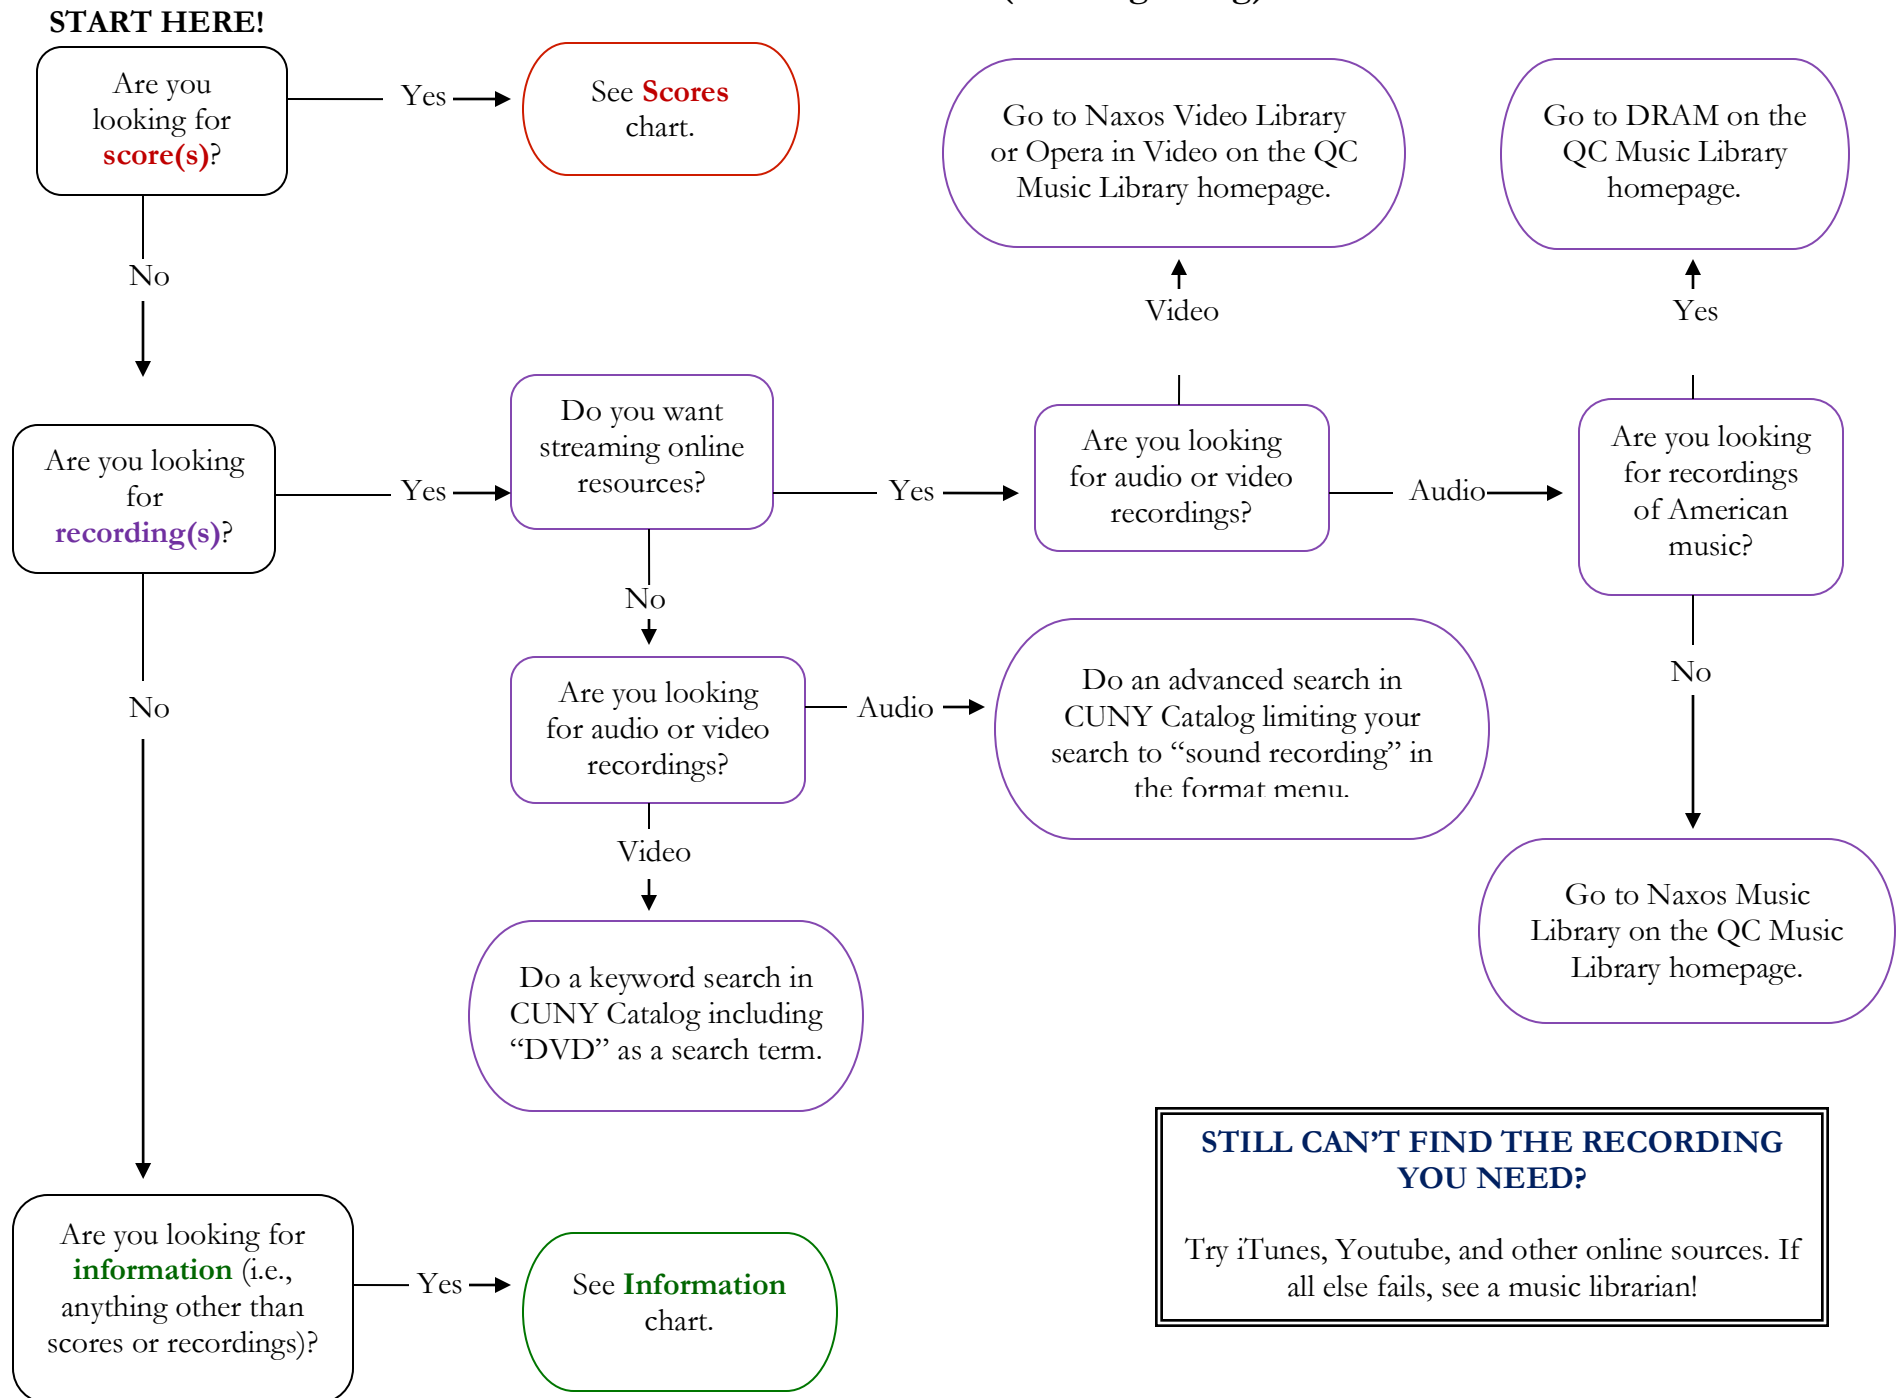 START HERE!
Are you
looking for
score(s)?
Yes
See Scores
chart.
Go to Naxos Video Library
or Opera in Video on the QC
Music Library homepage.
Go to DRAM on the
QC Music Library
homepage.
No
Video
Yes
Are you looking
for
recording(s)?
Yes
Do you want
streaming online
resources?
Yes
Are you looking
for audio or video
recordings?
Audio
Are you looking
for recordings
of American
music?
No
No
No
Are you looking
for audio or video
recordings?
Audio
Do an advanced search in
CUNY Catalog limiting your
search to “sound recording” in
the format menu.
Video
Do a keyword search in
CUNY Catalog including
“DVD” as a search term.
Go to Naxos Music
Library on the QC Music
Library homepage.
STILL CAN’T FIND THE RECORDING
YOU NEED?
Try iTunes, Youtube, and other online sources. If
all else fails, see a music librarian!
Are you looking for
information (i.e.,
anything other than
scores or recordings)?
Yes
See Information
chart.